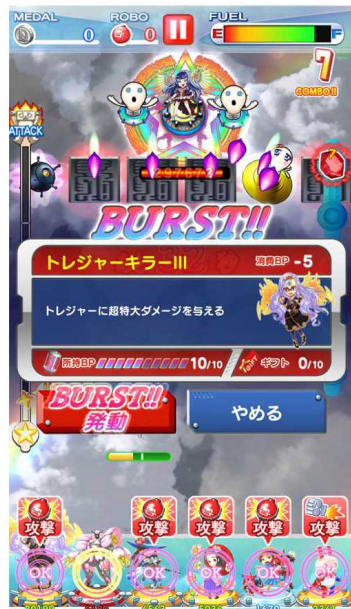 MEDAL ROBO FUEL
0 0 E F
7
COMBO!!
ATTACK
BURST!!
トレジャーキラーIII 消費BP -5
トレジャーに超特大ダメージを与える
所持BP 10/10 ギフト 0/10
BURST!!
発動 やめる
攻撃 攻撃 攻撃 攻撃 攻撃
OK OK OK OK OK OK